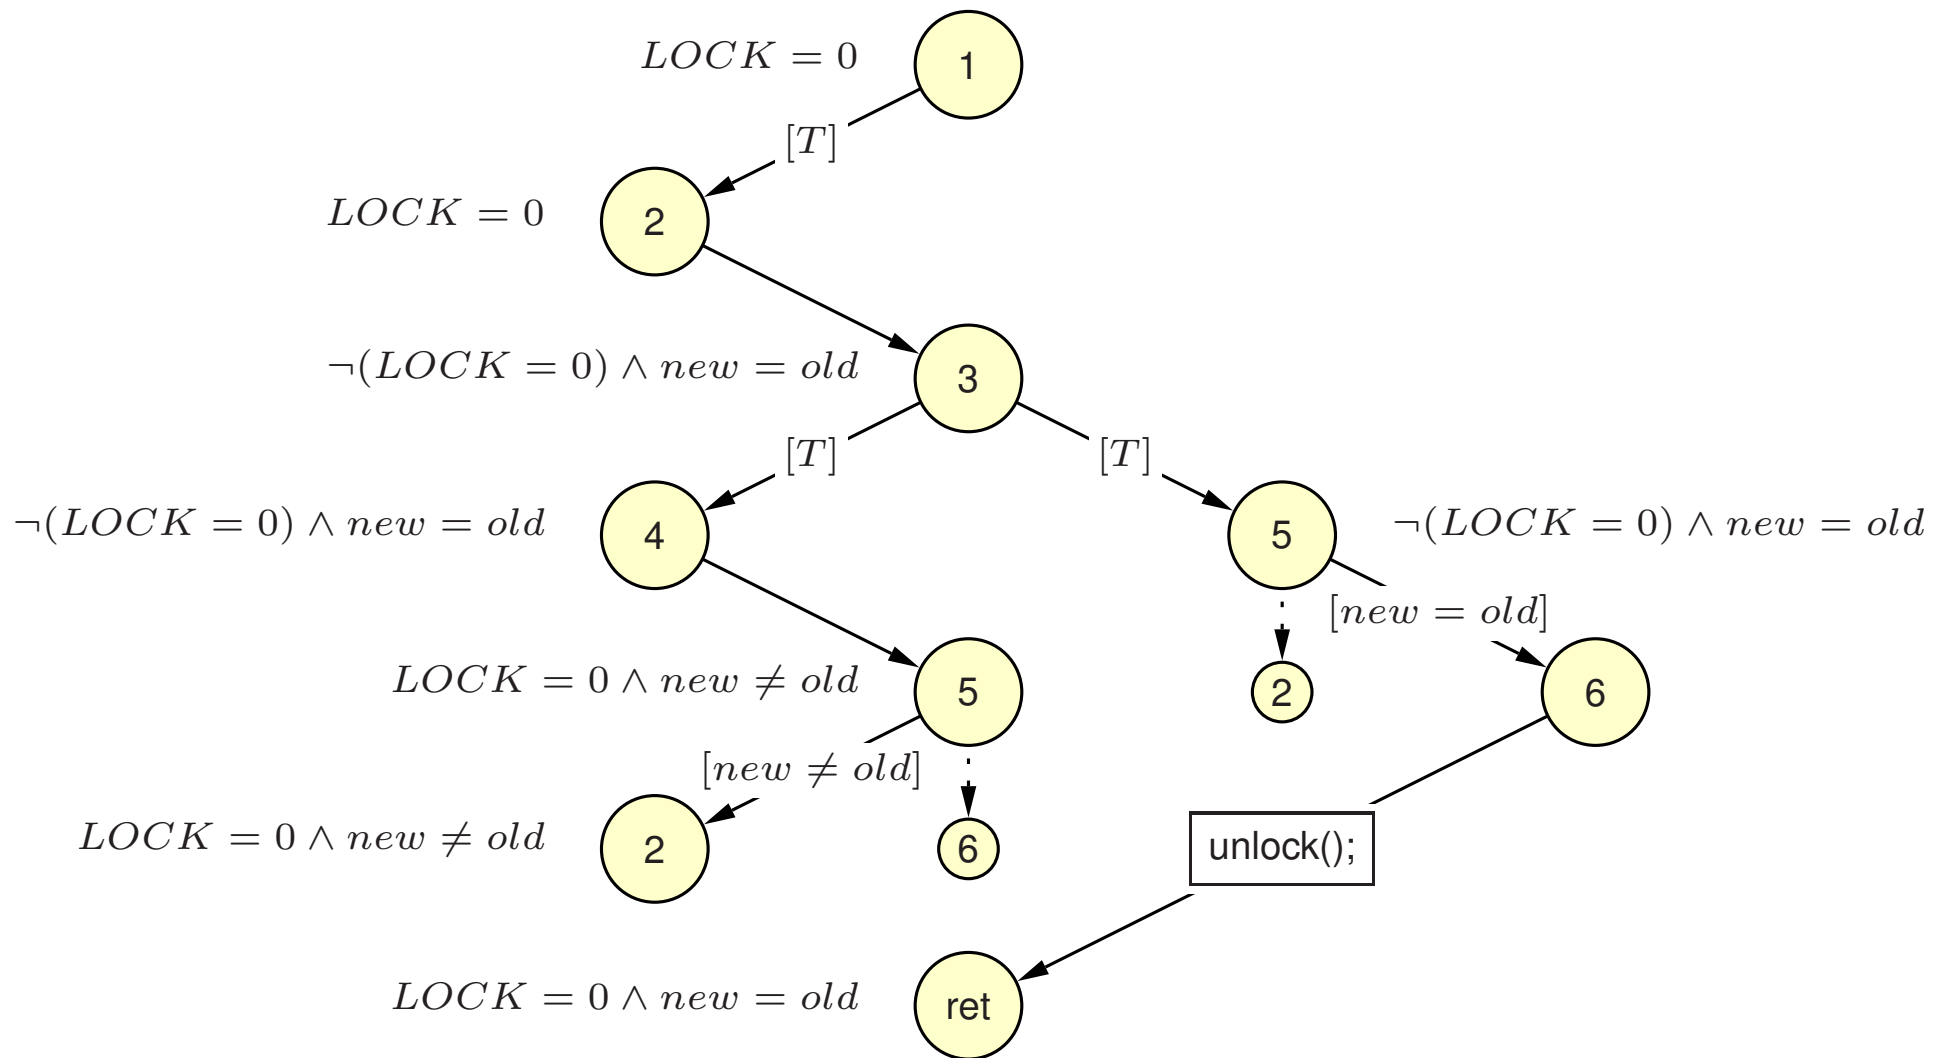 LOCK = 0
1
[T]
LOCK = 0
2
¬(LOCK = 0) ∧ new = old
3
[T]
[T]
¬(LOCK = 0) ∧ new = old
4
5
¬(LOCK = 0) ∧ new = old
[new = old]
LOCK = 0 ∧ new ≠ old
5
2
6
[new ≠ old]
LOCK = 0 ∧ new ≠ old
2
6
unlock();
LOCK = 0 ∧ new = old
ret